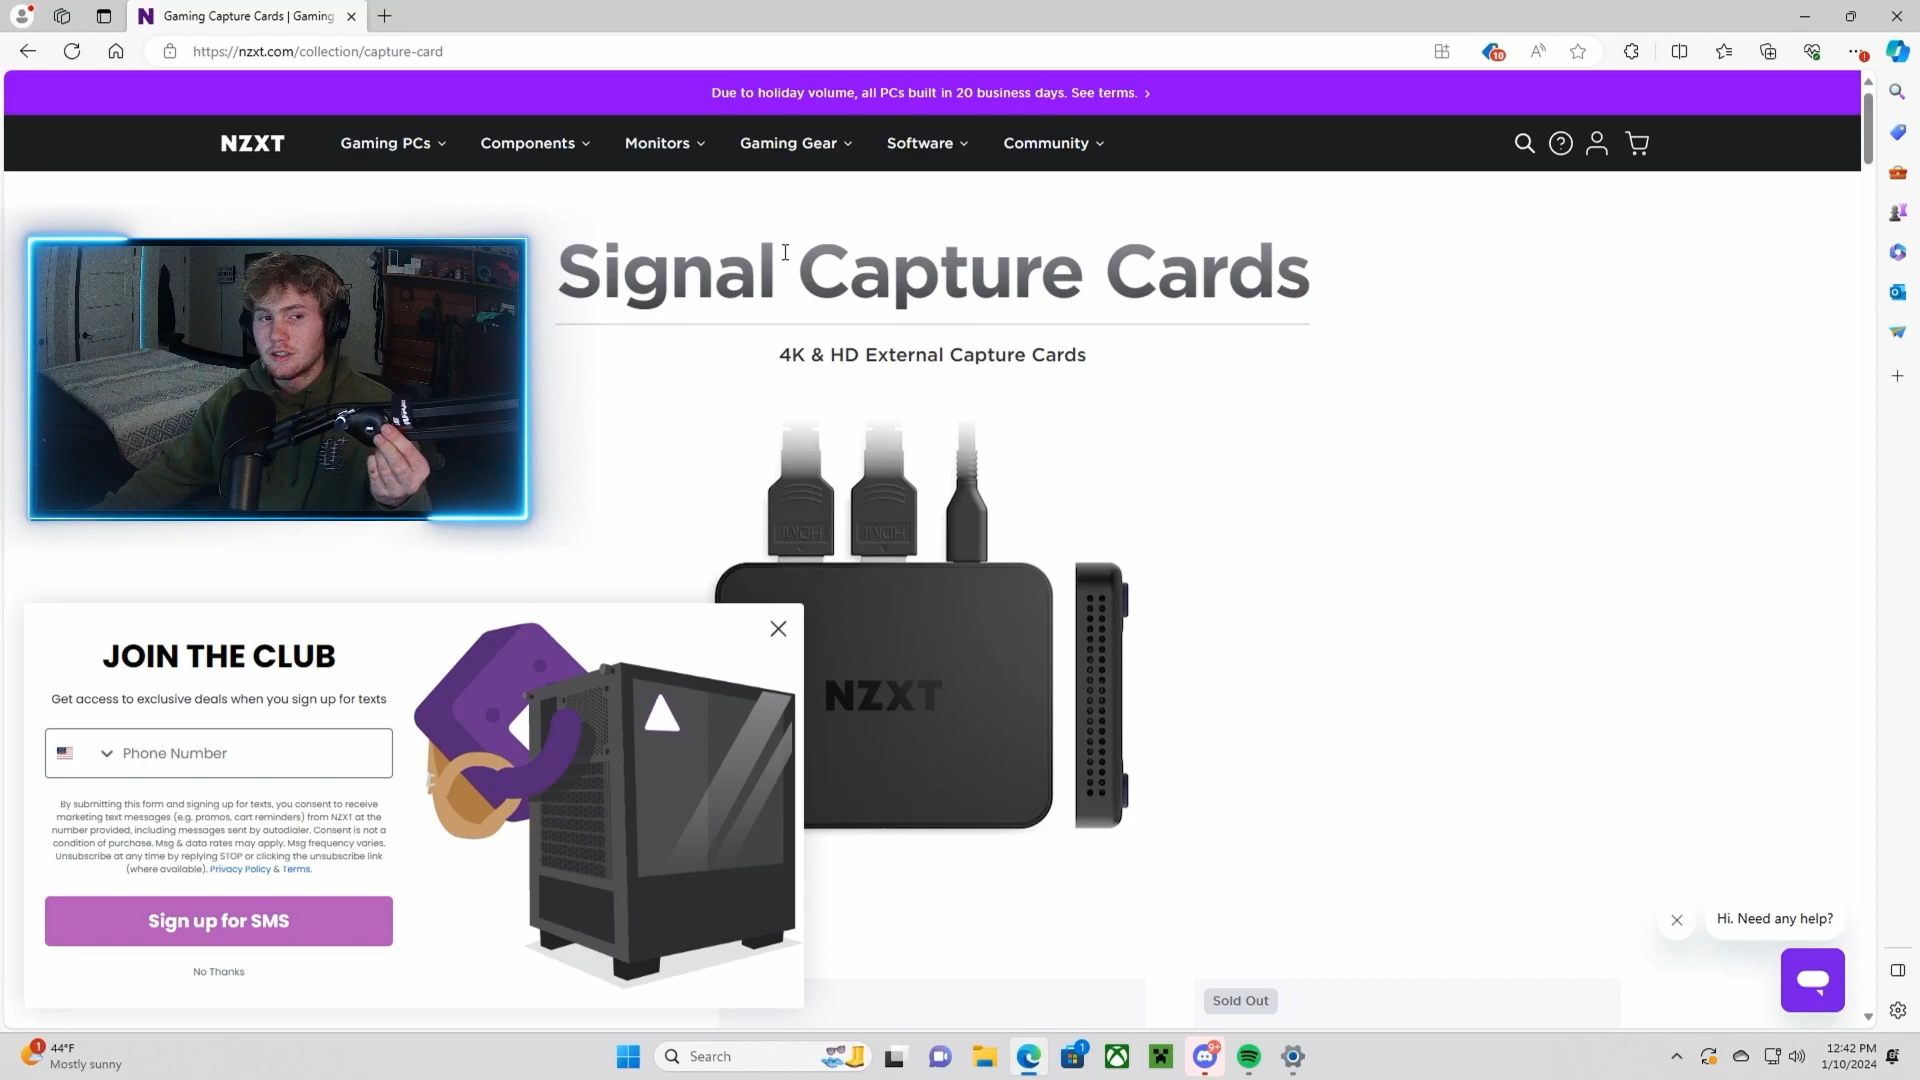 Gaming Capture Cards | Gaming
https://nzxt.com/collection/capture-card
10
Due to holiday volume, all PCs built in 20 business days. See terms.
NZXT
Gaming PCs
Components
Monitors
Gaming Gear
Software
Community
Signal Capture Cards
4K & HD External Capture Cards
HDMI
HDMI
NZXT
JOIN THE CLUB
Get access to exclusive deals when you sign up for texts
Phone Number
By submitting this form and signing up for texts, you consent to receive
marketing text messages (e.g. promos, cart reminders) from NZXT at the
number provided, including messages sent by autodialer. Consent is not a
condition of purchase. Msg & data rates may apply. Msg frequency varies.
Unsubscribe at any time by replying STOP or clicking the unsubscribe link
(where available). Privacy Policy & Terms.
Sign up for SMS
No Thanks
Hi. Need any help?
Sold Out
1
44°F
Mostly sunny
Search
1
9+
12:42 PM
1/10/2024